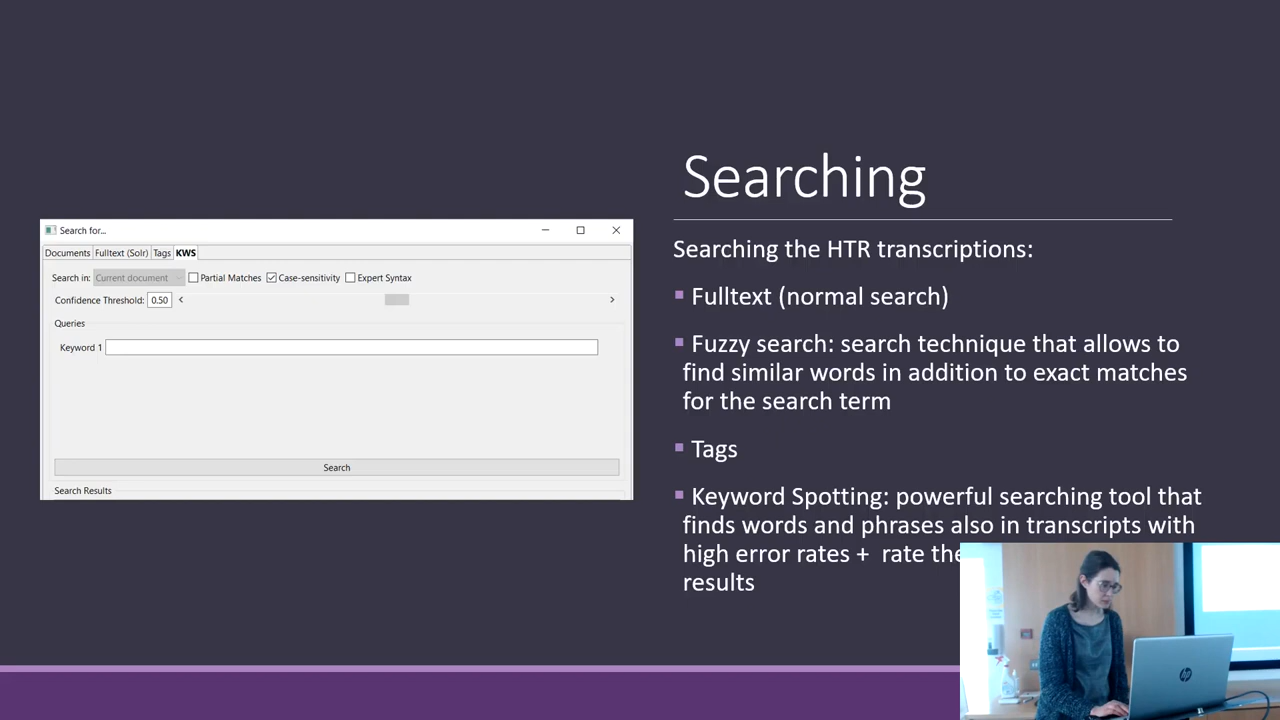 Searching
Search for...
Documents Fulltext (Solr) Tags KWS
Search in: Current document Partial Matches Case-sensitivity Expert Syntax
Confidence Threshold: 0.50
Queries
Keyword 1
Search
Search Results
Searching the HTR transcriptions:
Fulltext (normal search)
Fuzzy search: search technique that allows to
find similar words in addition to exact matches
for the search term
Tags
Keyword Spotting: powerful searching tool that
finds words and phrases also in transcripts with
high error rates + rate the
results
hp